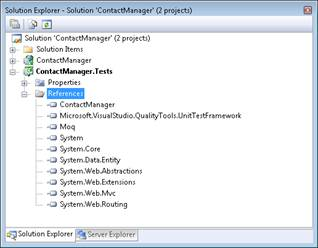 Solution Explorer - Solution 'ContactManager' (2 projects)
Solution 'ContactManager' (2 projects)
Solution Items
ContactManager
ContactManager.Tests
Properties
References
ContactManager
Microsoft.VisualStudio.QualityTools.UnitTestFramework
Moq
System
System.Core
System.Data.Entity
System.Web.Abstractions
System.Web.Extensions
System.Web.Mvc
System.Web.Routing
Solution Explorer Server Explorer